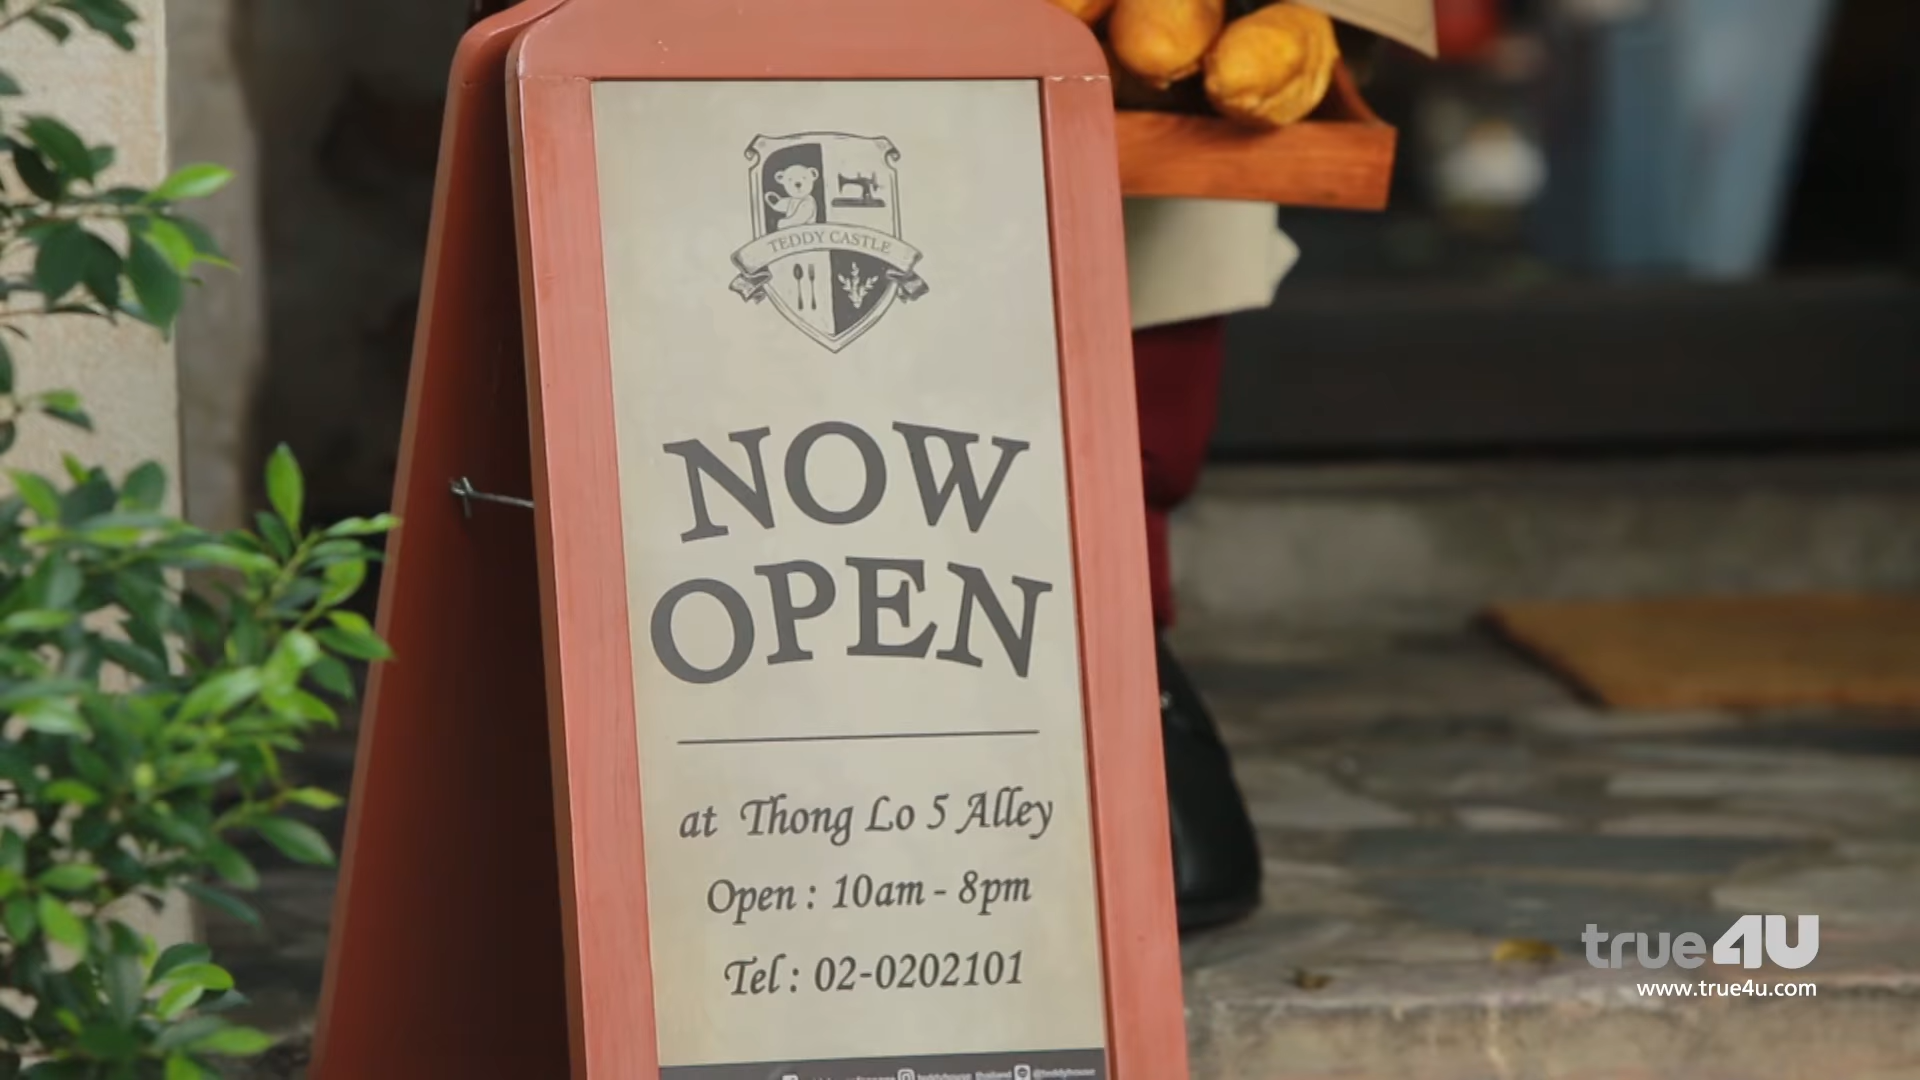 TEDDY CASTLE
NOW
OPEN
at Thong Lo 5 Alley
Open : 10am - 8pm
Tel : 02-0202101
true4U
www.true4u.com